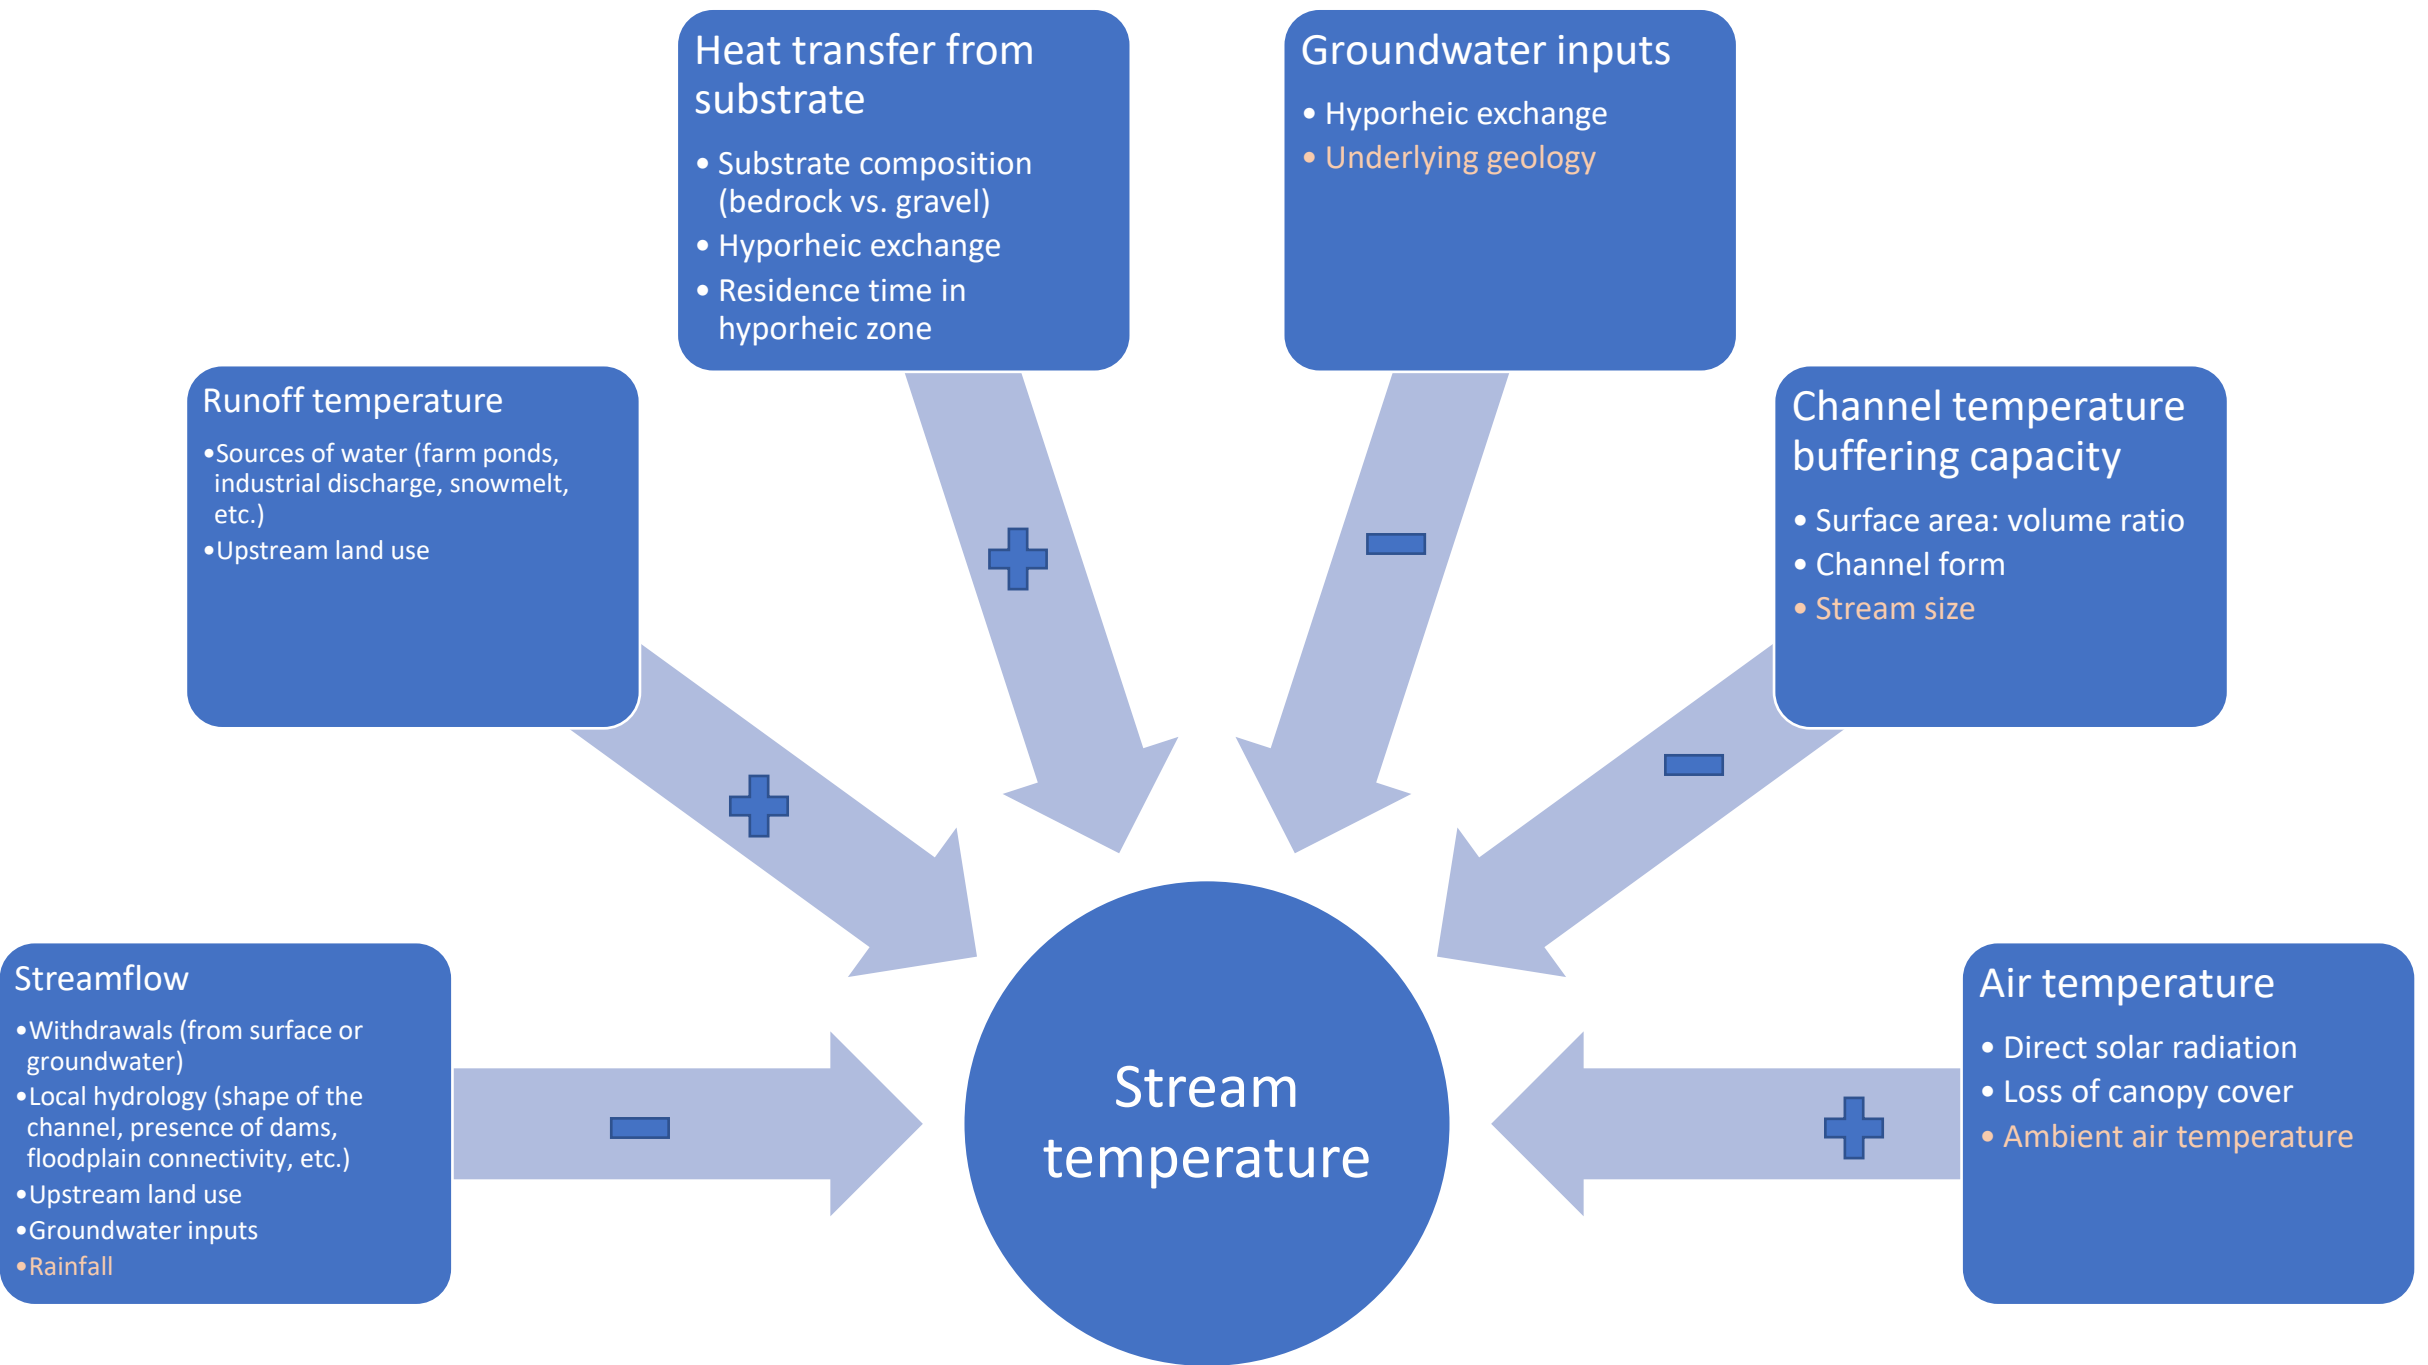 Heat transfer from
substrate
• Substrate composition
(bedrock vs. gravel)
• Hyporheic exchange
• Residence time in
hyporheic zone
Groundwater inputs
• Hyporheic exchange
• Underlying geology
Runoff temperature
•Sources of water (farm ponds,
industrial discharge, snowmelt,
etc.)
•Upstream land use
Channel temperature
buffering capacity
• Surface area: volume ratio
• Channel form
• Stream size
Streamflow
•Withdrawals (from surface or
groundwater)
•Local hydrology (shape of the
channel, presence of dams,
floodplain connectivity, etc.)
•Upstream land use
•Groundwater inputs
•Rainfall
Stream
temperature
Air temperature
• Direct solar radiation
• Loss of canopy cover
• Ambient air temperature